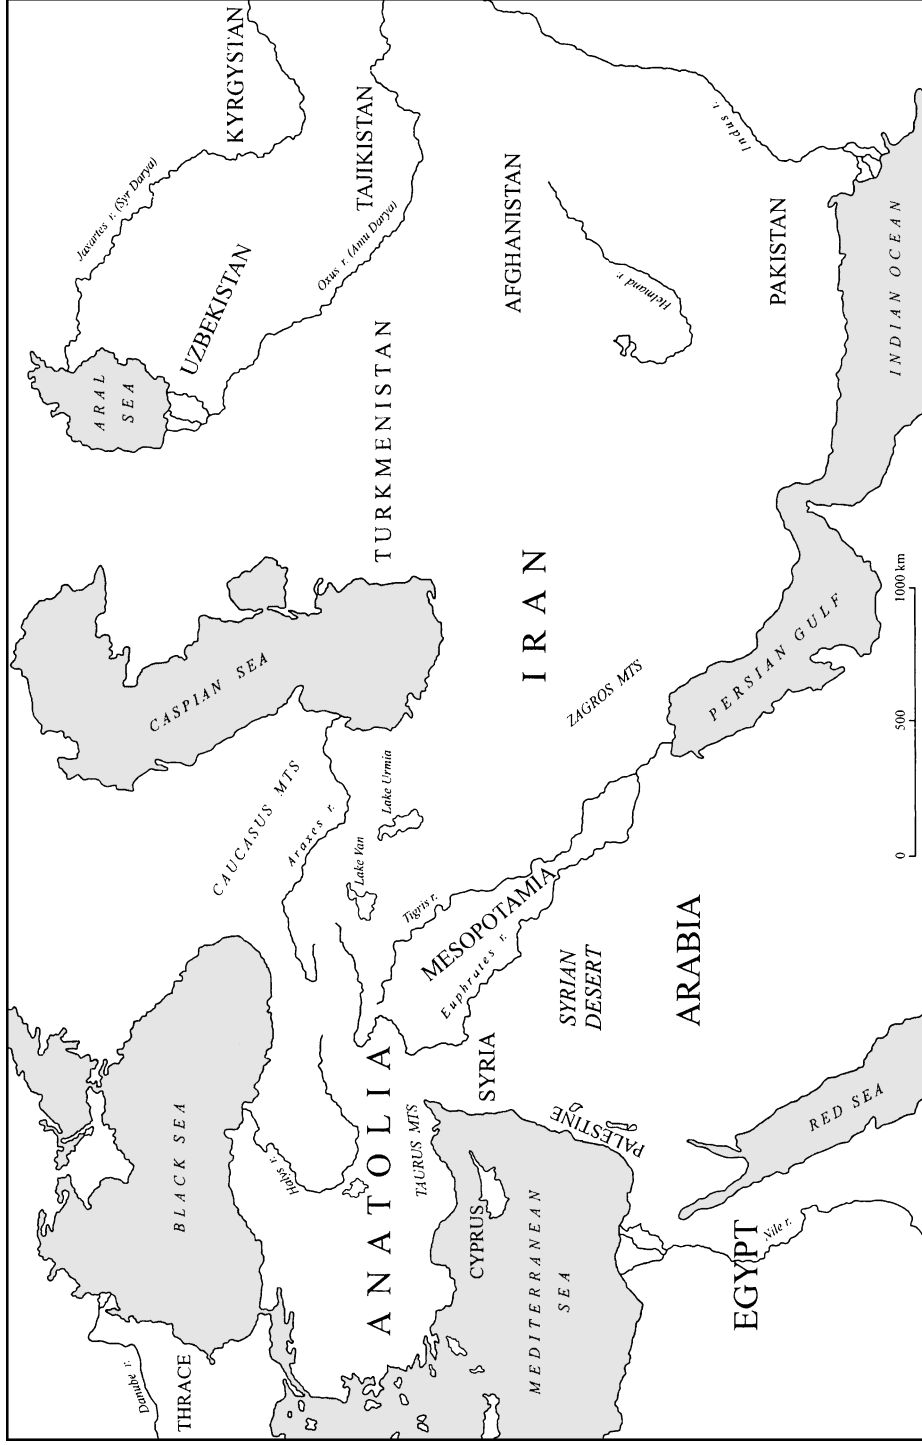 THRACE
Danube r.
BLACK SEA
CAUCASUS MTS
CASPIAN SEA
ARAL
SEA
Jaxartes r. (Syr Darya)
KYRGYSTAN
UZBEKISTAN
Oxus r. (Amu Darya)
TAJIKISTAN
TURKMENISTAN
Halys r.
ANATOLIA
TAURUS MTS
Araxes r.
Lake Van
Lake Urmia
Tigris r.
MESOPOTAMIA
Euphrates r.
CYPRUS
SYRIA
MEDITERRANEAN
SEA
PALESTINE
SYRIAN
DESERT
IRAN
ZAGROS MTS
AFGHANISTAN
Helmand r.
Indus r.
PAKISTAN
EGYPT
Nile r.
RED SEA
ARABIA
PERSIAN GULF
INDIAN OCEAN
0 500 1000 km